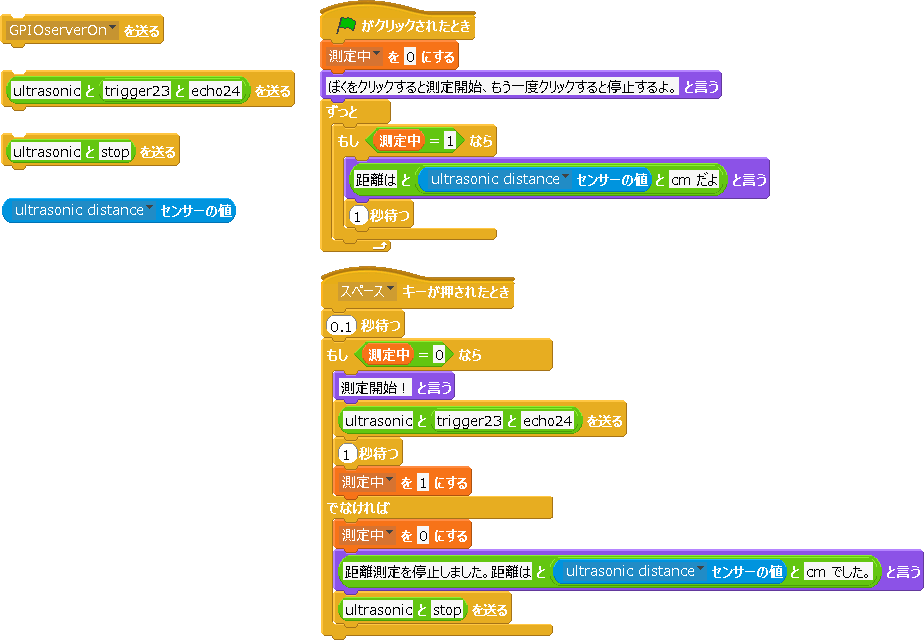 GPIOserverOn を送る
ultrasonic と trigger23 と echo24 を送る
ultrasonic と stop を送る
ultrasonic distance センサーの値
がクリックされたとき
測定中 を 0 にする
ぼくをクリックすると測定開始、もう一度クリックすると停止するよ。 と言う
ずっと
もし 測定中 = 1 なら
距離は と ultrasonic distance センサーの値 と cm だよ と言う
1 秒待つ
スペース キーが押されたとき
0.1 秒待つ
もし 測定中 = 0 なら
測定開始! と言う
ultrasonic と trigger23 と echo24 を送る
1 秒待つ
測定中 を 1 にする
でなければ
測定中 を 0 にする
距離測定を停止しました。距離は と ultrasonic distance センサーの値 と cm でした。 と言う
ultrasonic と stop を送る